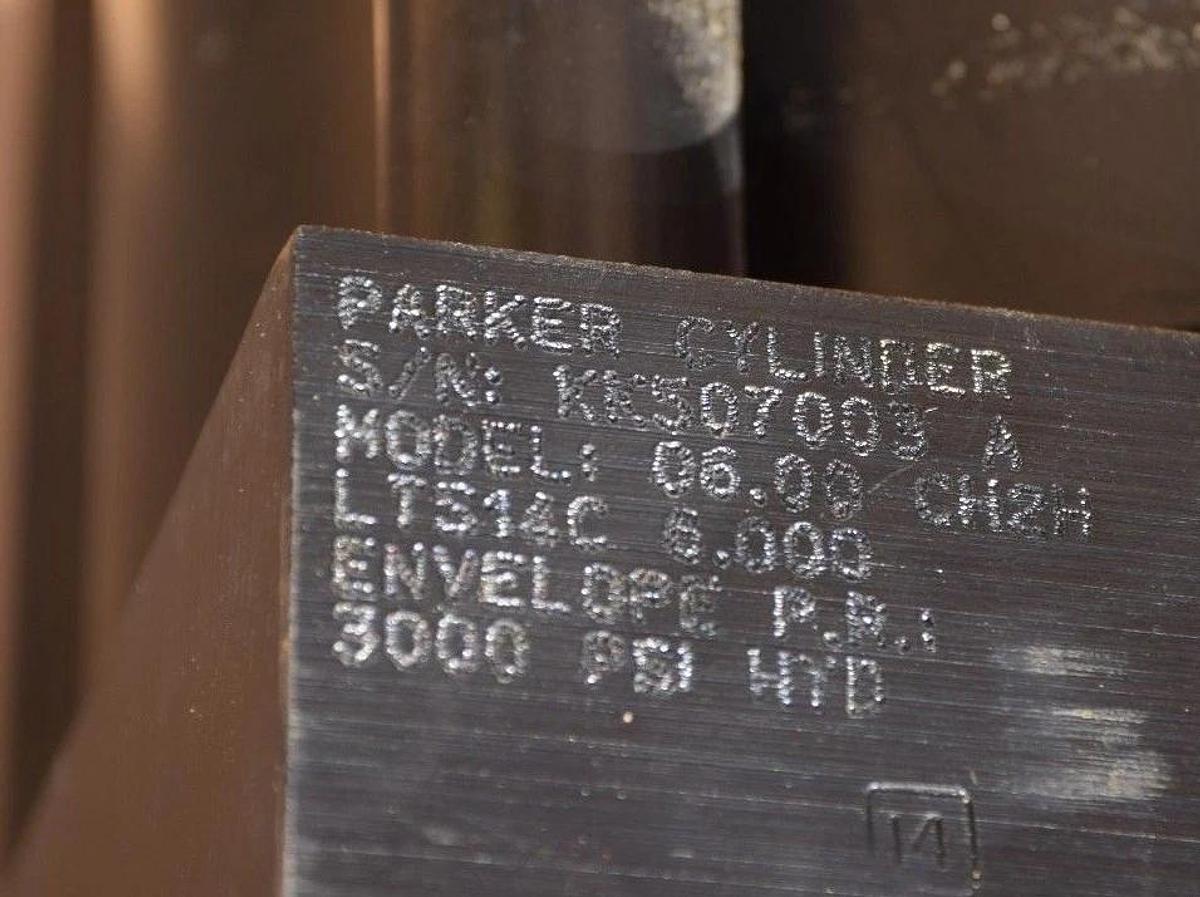 PARKER CYLINDER
S/N: KK507003 A
MODEL: 06.00 CH2H
LTS14C 6.000
ENVELOPE P.R.:
3000 PSI HYD
14